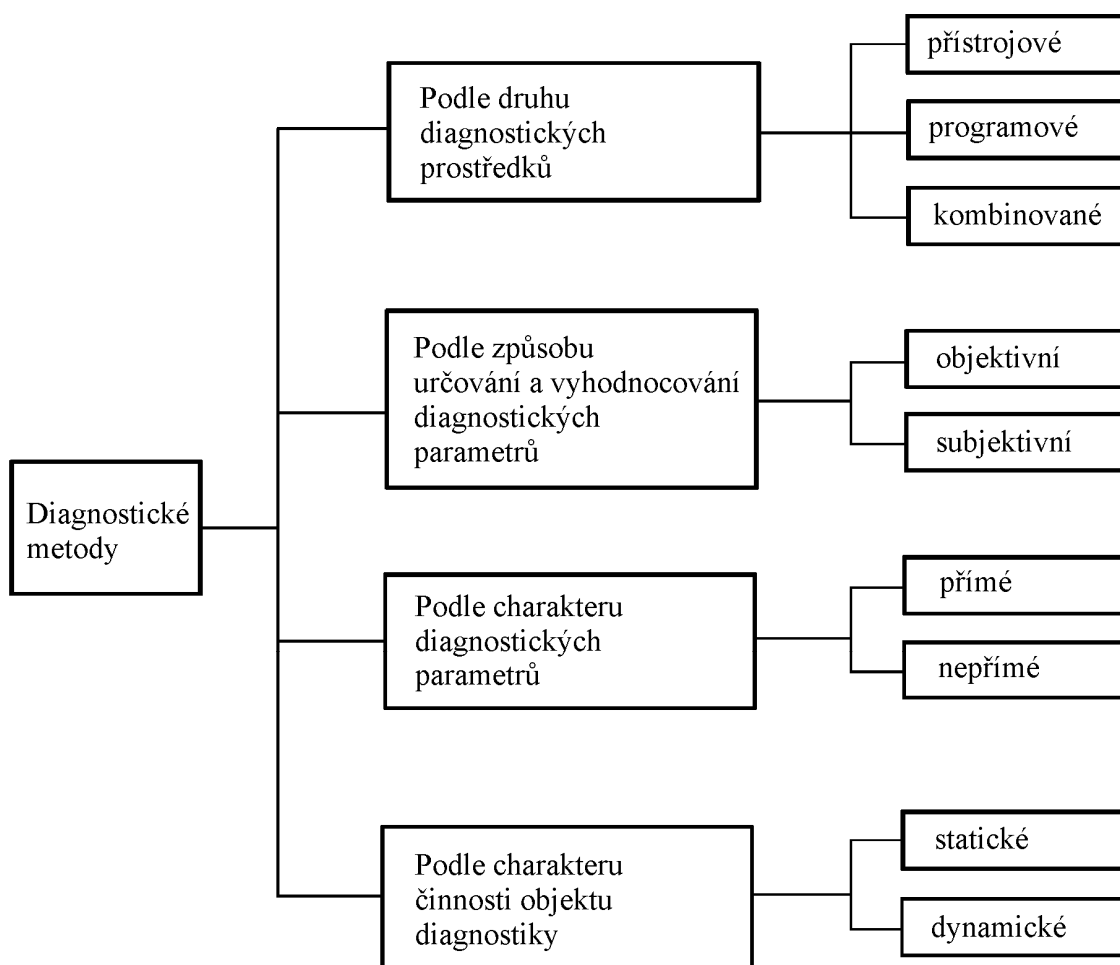 Diagnostické
metody
Podle druhu
diagnostických
prostředků
přístrojové
programové
kombinované
Podle způsobu
určování a vyhodnocování
diagnostických
parametrů
objektivní
subjektivní
Podle charakteru
diagnostických
parametrů
přímé
nepřímé
Podle charakteru
činnosti objektu
diagnostiky
statické
dynamické